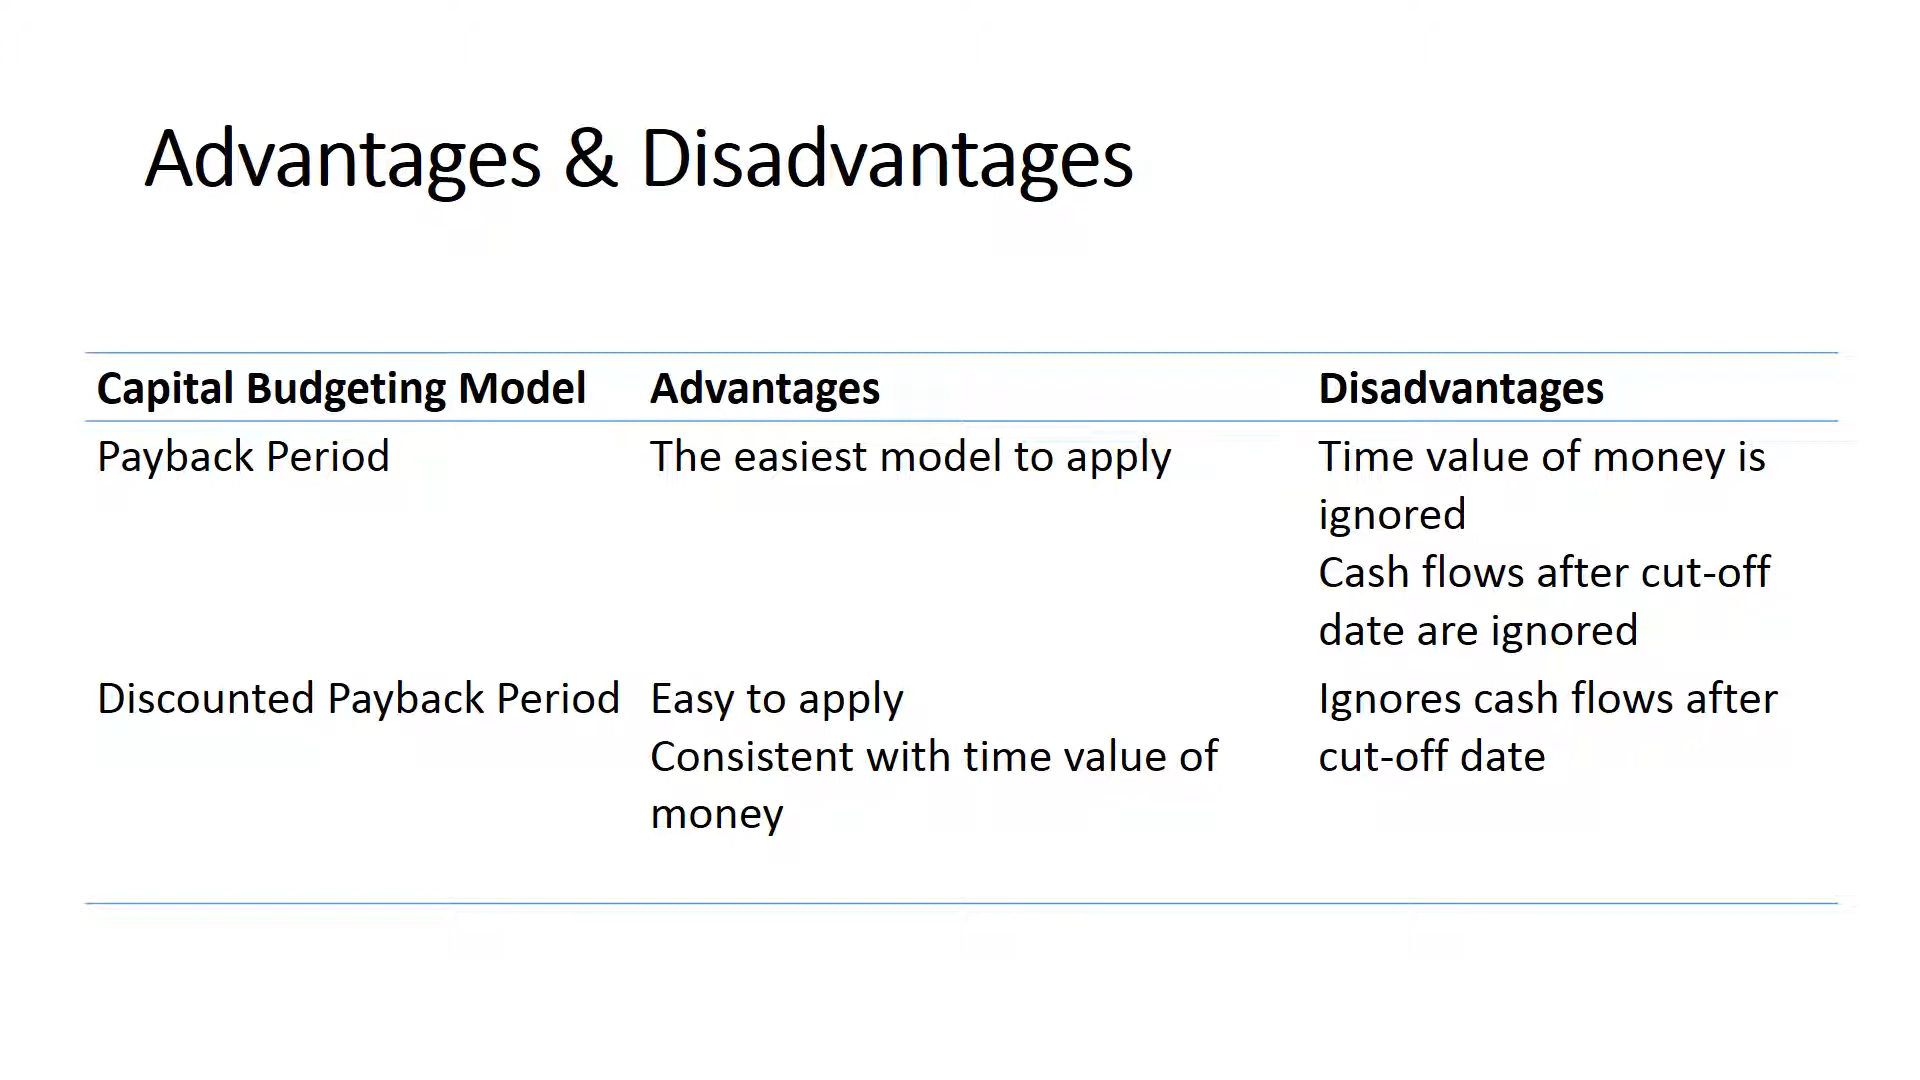 Advantages & Disadvantages
Capital Budgeting Model Advantages Disadvantages
Payback Period The easiest model to apply Time value of money is
ignored
Cash flows after cut-off
date are ignored
Discounted Payback Period Easy to apply Ignores cash flows after
Consistent with time value of cut-off date
money